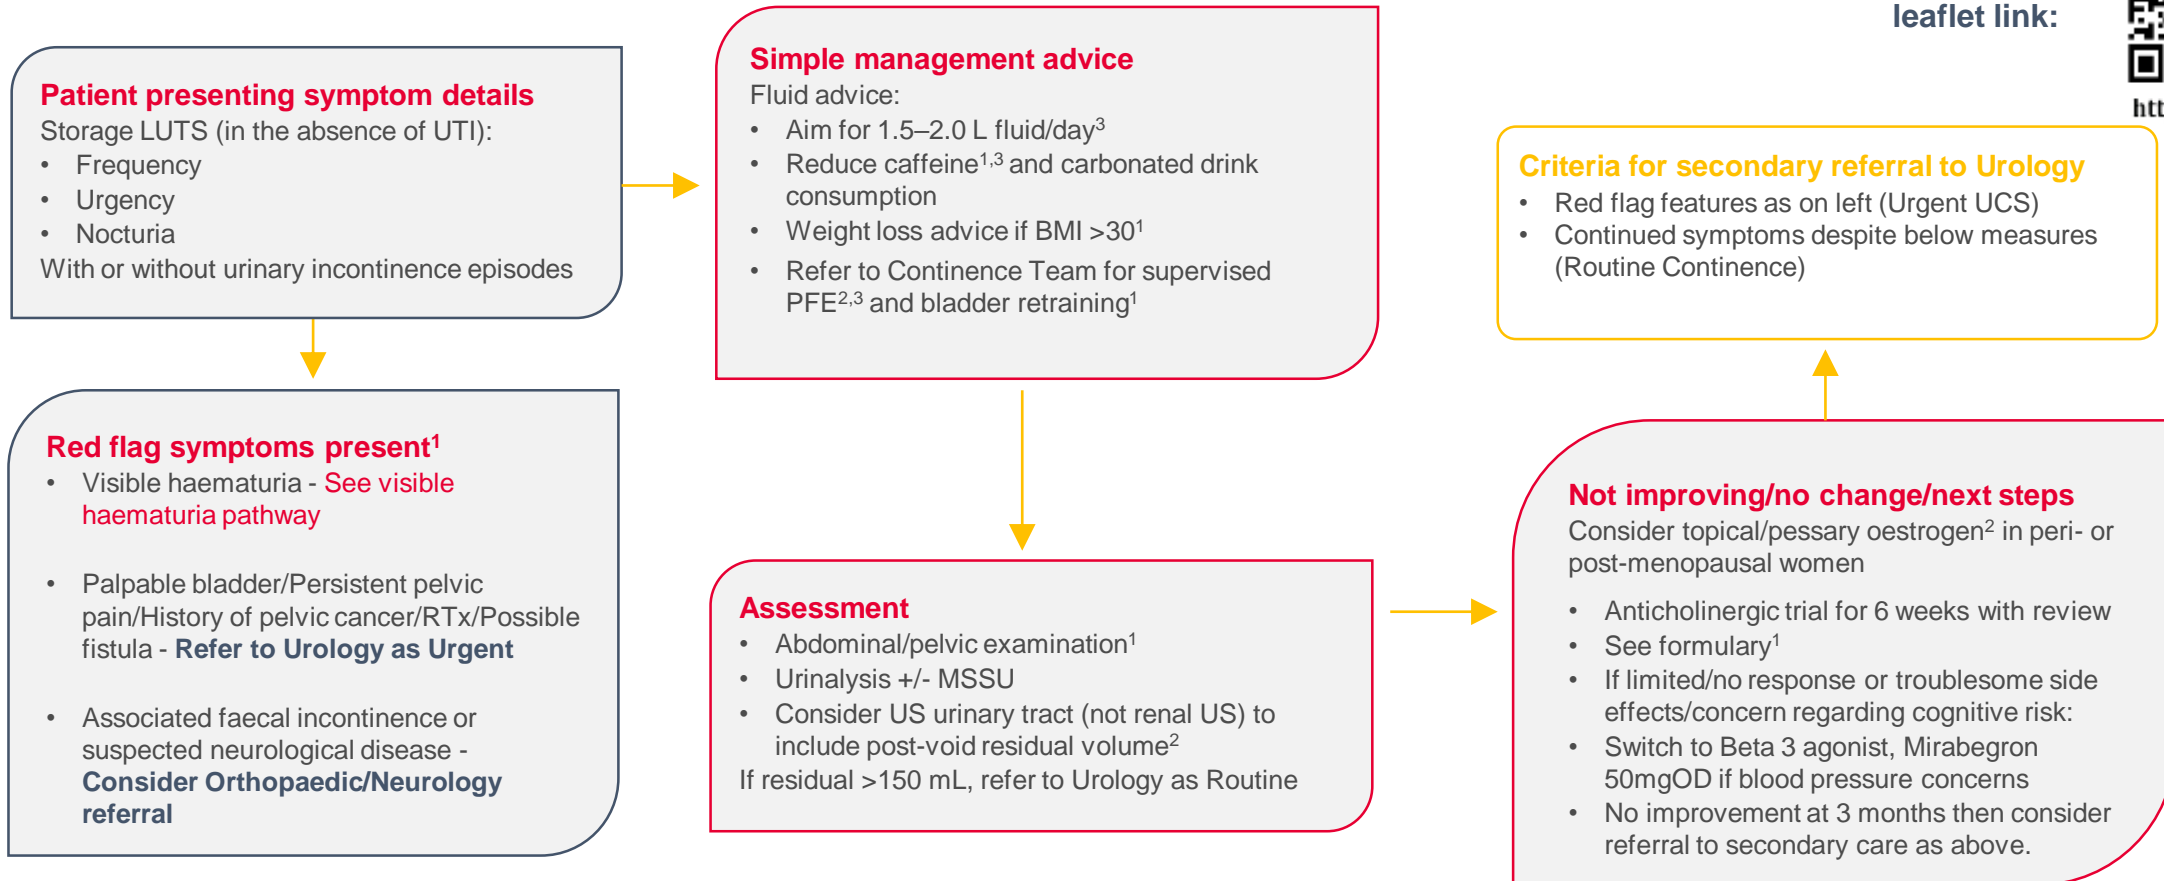 leaflet link:
htt
Patient presenting symptom details
Storage LUTS (in the absence of UTI):
• Frequency
• Urgency
• Nocturia
With or without urinary incontinence episodes
Red flag symptoms present¹
• Visible haematuria - See visible
haematuria pathway
• Palpable bladder/Persistent pelvic
pain/History of pelvic cancer/RTx/Possible
fistula - Refer to Urology as Urgent
• Associated faecal incontinence or
suspected neurological disease -
Consider Orthopaedic/Neurology
referral
Simple management advice
Fluid advice:
• Aim for 1.5–2.0 L fluid/day³
• Reduce caffeine¹,³ and carbonated drink
consumption
• Weight loss advice if BMI >30¹
• Refer to Continence Team for supervised
PFE²,³ and bladder retraining¹
Assessment
• Abdominal/pelvic examination¹
• Urinalysis +/- MSSU
• Consider US urinary tract (not renal US) to
include post-void residual volume²
If residual >150 mL, refer to Urology as Routine
Criteria for secondary referral to Urology
• Red flag features as on left (Urgent UCS)
• Continued symptoms despite below measures
(Routine Continence)
Not improving/no change/next steps
Consider topical/pessary oestrogen² in peri- or
post-menopausal women
• Anticholinergic trial for 6 weeks with review
• See formulary¹
• If limited/no response or troublesome side
effects/concern regarding cognitive risk:
• Switch to Beta 3 agonist, Mirabegron
50mgOD if blood pressure concerns
• No improvement at 3 months then consider
referral to secondary care as above.